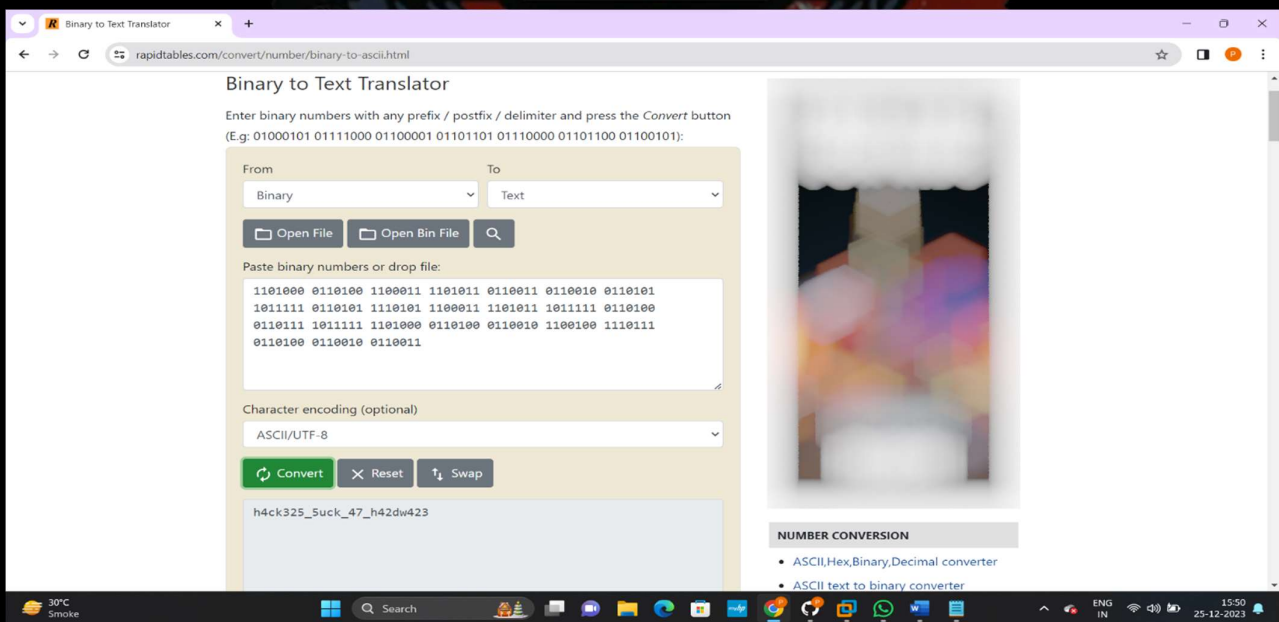 Binary to Text Translator
rapidtables.com/convert/number/binary-to-ascii.html
P
Binary to Text Translator
Enter binary numbers with any prefix / postfix / delimiter and press the Convert button
(E.g: 01000101 01111000 01100001 01101101 01110000 01101100 01100101):
From To
Binary Text
Open File Open Bin File
Paste binary numbers or drop file:
1101000 0110100 1100011 1101011 0110011 0110010 0110101
1011111 0110101 1110101 1100011 1101011 1011111 0110100
0110111 1011111 1101000 0110100 0110010 1100100 1110111
0110100 0110010 0110011
Character encoding (optional)
ASCII/UTF-8
Convert Reset Swap
h4ck325_5uck_47_h42dw423
NUMBER CONVERSION
ASCII,Hex,Binary,Decimal converter
ASCII text to binary converter
30°C
Smoke
Search
ENG
IN
15:50
25-12-2023